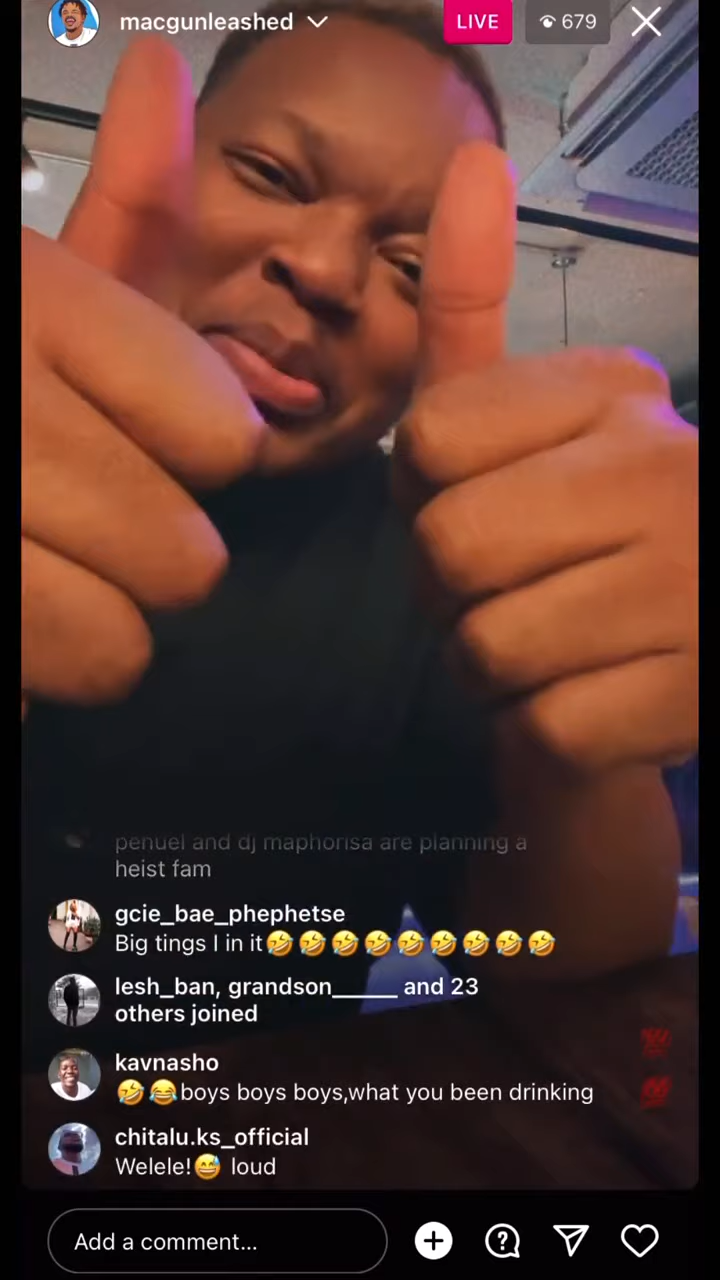 macgunleashed
LIVE
679
penuel and dj maphorisa are planning a
heist fam
gcie_bae_phephetse
Big tings I in it🤣🤣🤣🤣🤣🤣🤣🤣🤣
lesh_ban, grandson_____ and 23
others joined
kavnasho
🤣😂boys boys boys,what you been drinking
chitalu.ks_official
Welele!😅 loud
Add a comment...